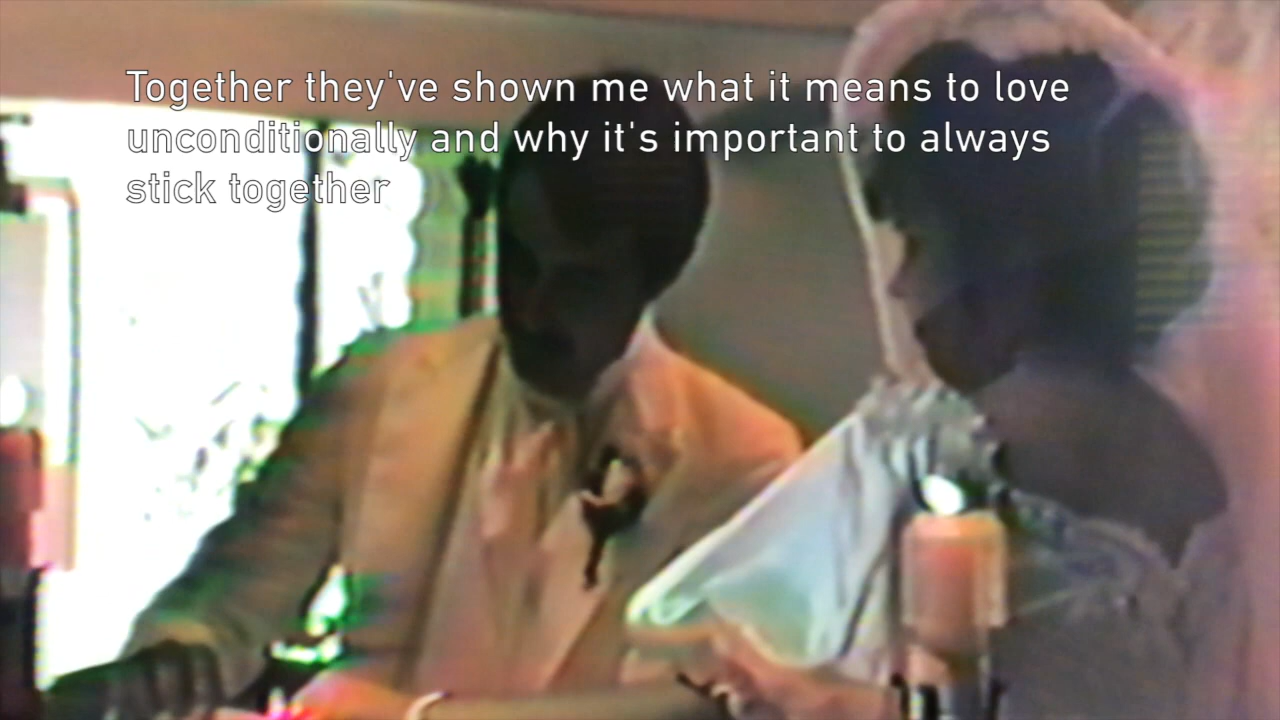 Together they've shown me what it means to love
unconditionally and why it's important to always
stick together